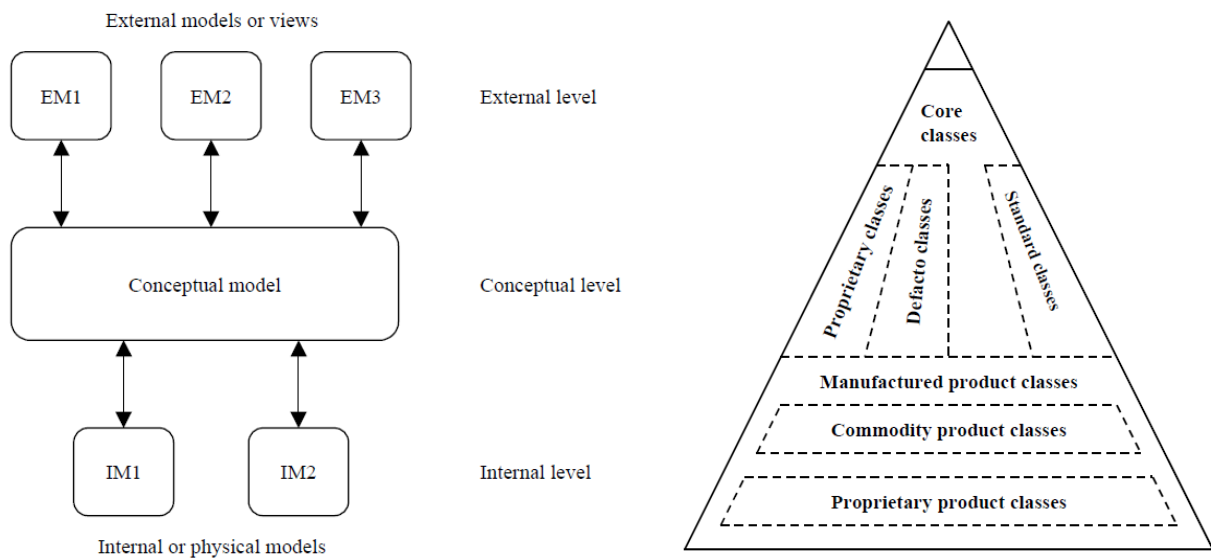 External models or views
EM1
EM2
EM3
External level
Conceptual model
Conceptual level
IM1
IM2
Internal level
Internal or physical models
Core
classes
Proprietary classes
Defacto classes
Standard classes
Manufactured product classes
Commodity product classes
Proprietary product classes